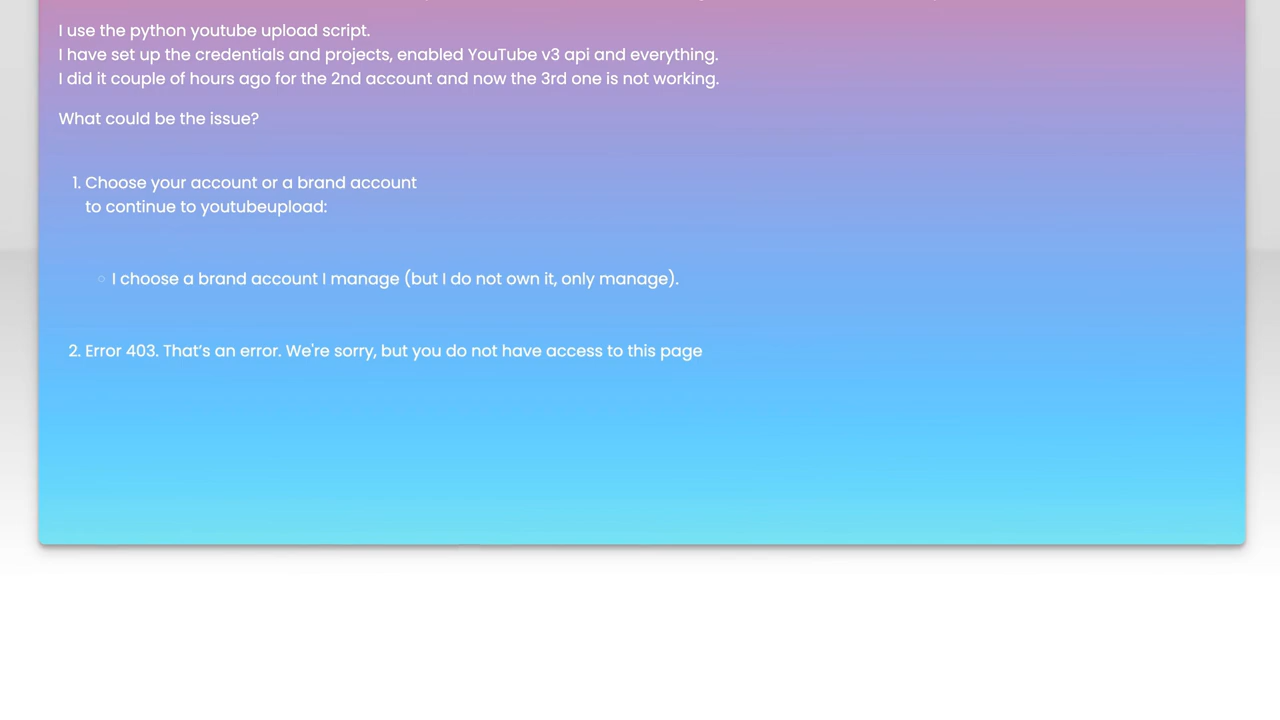 I use the python youtube upload script.
I have set up the credentials and projects, enabled YouTube v3 api and everything.
I did it couple of hours ago for the 2nd account and now the 3rd one is not working.
What could be the issue?
1. Choose your account or a brand account
to continue to youtubeupload:
○ I choose a brand account I manage (but I do not own it, only manage).
2. Error 403. That’s an error. We're sorry, but you do not have access to this page